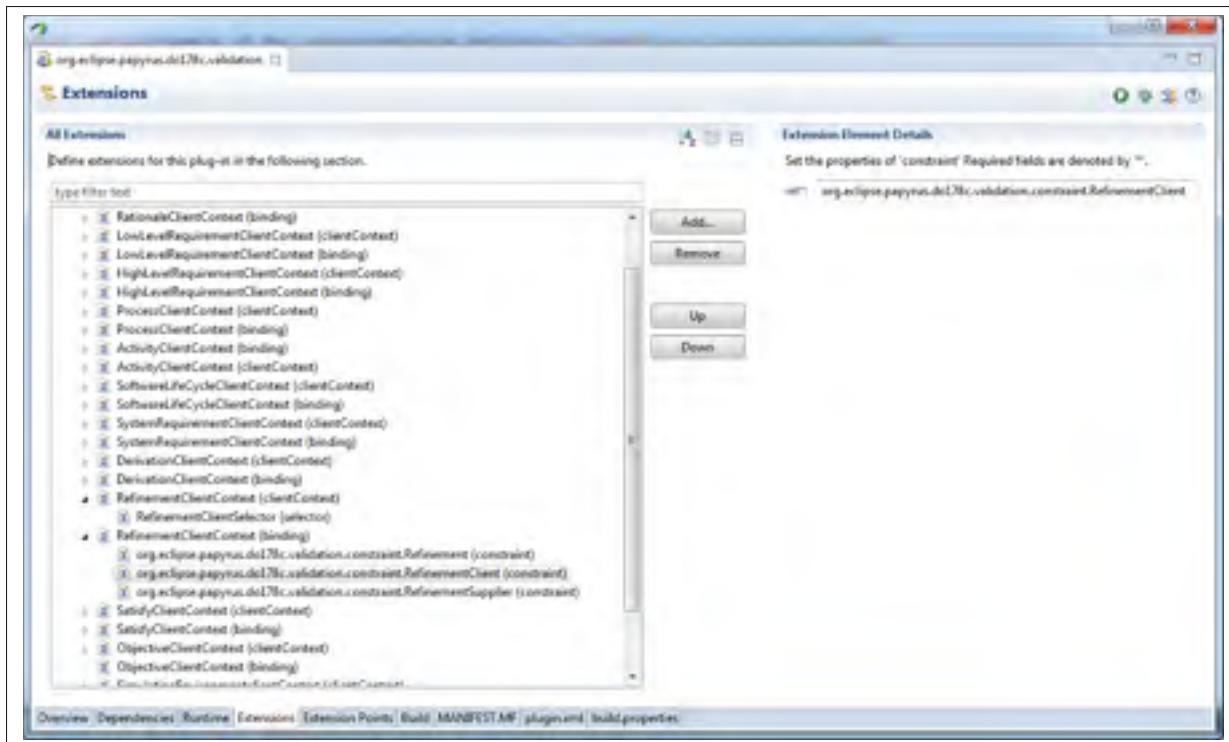 org.eclipse.papyrus.do178c.validation
Extensions
All Extensions
Define extensions for this plug-in in the following section.
type filter text
RationaleClientContext (binding)
LowLevelRequirementClientContext (clientContext)
LowLevelRequirementClientContext (binding)
HighLevelRequirementClientContext (clientContext)
HighLevelRequirementClientContext (binding)
ProcessClientContext (clientContext)
ProcessClientContext (binding)
ActivityClientContext (binding)
ActivityClientContext (clientContext)
SoftwareLifeCycleClientContext (clientContext)
SoftwareLifeCycleClientContext (binding)
SystemRequirementClientContext (clientContext)
SystemRequirementClientContext (binding)
DerivationClientContext (clientContext)
DerivationClientContext (binding)
RefinementClientContext (clientContext)
RefinementClientSelector (selector)
RefinementClientContext (binding)
org.eclipse.papyrus.do178c.validation.constraint.Refinement (constraint)
org.eclipse.papyrus.do178c.validation.constraint.RefinementClient (constraint)
org.eclipse.papyrus.do178c.validation.constraint.RefinementSupplier (constraint)
SatisfyClientContext (clientContext)
SatisfyClientContext (binding)
ObjectiveClientContext (clientContext)
ObjectiveClientContext (binding)
Add...
Remove
Up
Down
Extension Element Details
Set the properties of 'constraint' Required fields are denoted by '*'.
org.eclipse.papyrus.do178c.validation.constraint.RefinementClient
Overview Dependencies Runtime Extensions Extension Points Build MANIFEST.MF plugin.xml build.properties